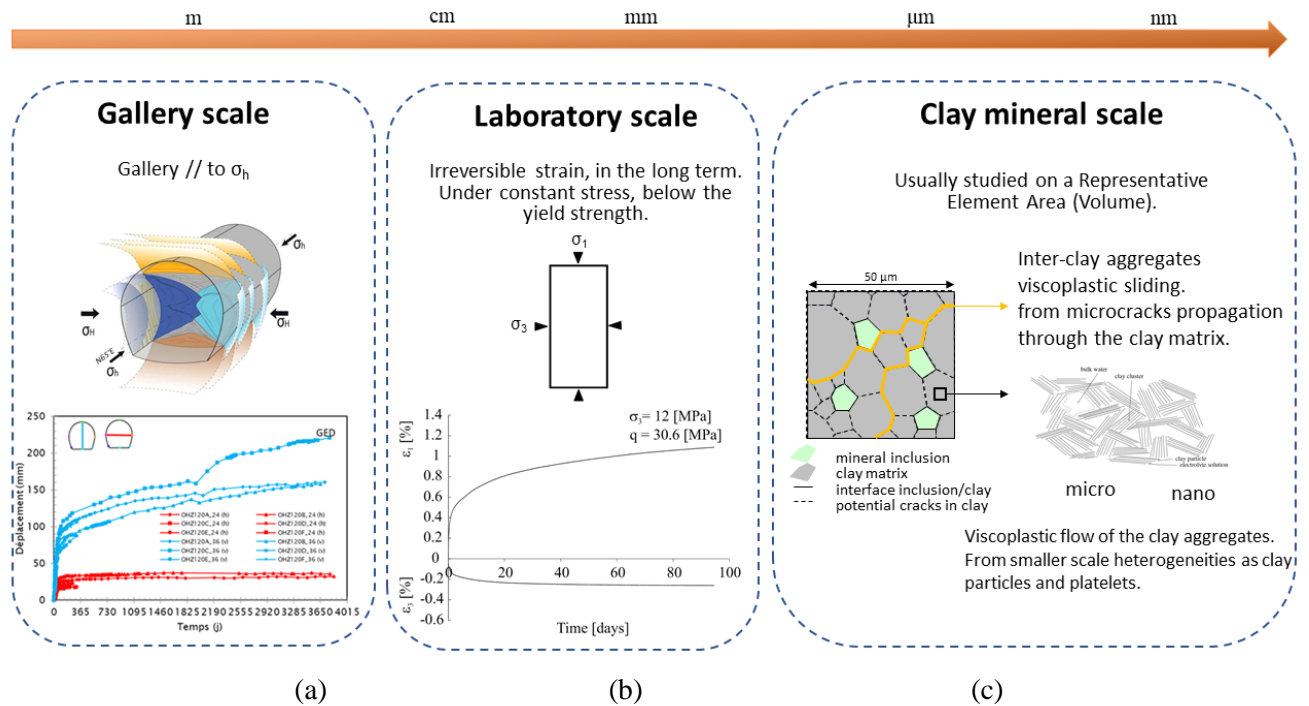 m cm mm μm nm
Gallery scale
Gallery // to σh
σh
σH
σH
N65°E
σh
250
200
150
100
50
0
Déplacement (mm)
GED
OHZ120A_24 (h) OHZ120B_24 (h)
OHZ120C_24 (h) OHZ120D_24 (h)
OHZ120E_24 (h) OHZ120F_24 (h)
OHZ120A_36 (v) OHZ120B_36 (v)
OHZ120C_36 (v) OHZ120D_36 (v)
OHZ120E_36 (v) OHZ120F_36 (v)
0 365 730 1095 1460 1825 2190 2555 2920 3285 3650 4015
Temps (j)
Laboratory scale
Irreversible strain, in the long term.
Under constant stress, below the
yield strength.
σ1
σ3
1.4
1.2
1
0.8
0.6
0.4
0.2
0
-0.2
-0.4
-0.6
ε1 [%]
ε3 [%]
σ3= 12 [MPa]
q = 30.6 [MPa]
20 40 60 80 100
Time [days]
Clay mineral scale
Usually studied on a Representative
Element Area (Volume).
50 μm
Inter-clay aggregates
viscoplastic sliding.
from microcracks propagation
through the clay matrix.
mineral inclusion
clay matrix
interface inclusion/clay
potential cracks in clay
bulk water
clay cluster
clay particle
electrolyte solution
micro nano
Viscoplastic flow of the clay aggregates.
From smaller scale heterogeneities as clay
particles and platelets.
(a) (b) (c)